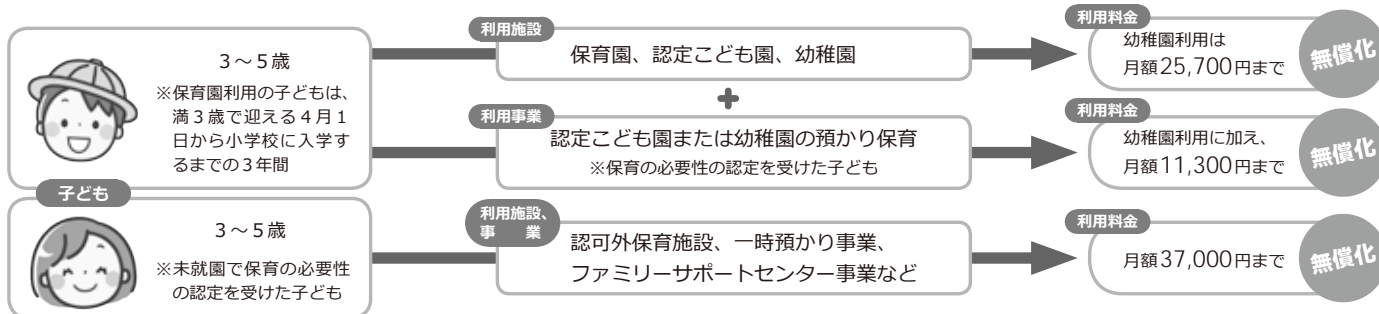 3〜5歳
※保育園利用の子どもは、
満3歳で迎える4月1
日から小学校に入学す
るまでの3年間
利用施設
保育園、認定こども園、幼稚園
利用料金
幼稚園利用は
月額25,700円まで
無償化
+
利用事業
認定こども園または幼稚園の預かり保育
※保育の必要性の認定を受けた子ども
利用料金
幼稚園利用に加え、
月額11,300円まで
無償化
子ども
3〜5歳
※未就園で保育の必要性
の認定を受けた子ども
利用施設、
事 業
認可外保育施設、一時預かり事業、
ファミリーサポートセンター事業など
利用料金
月額37,000円まで
無償化